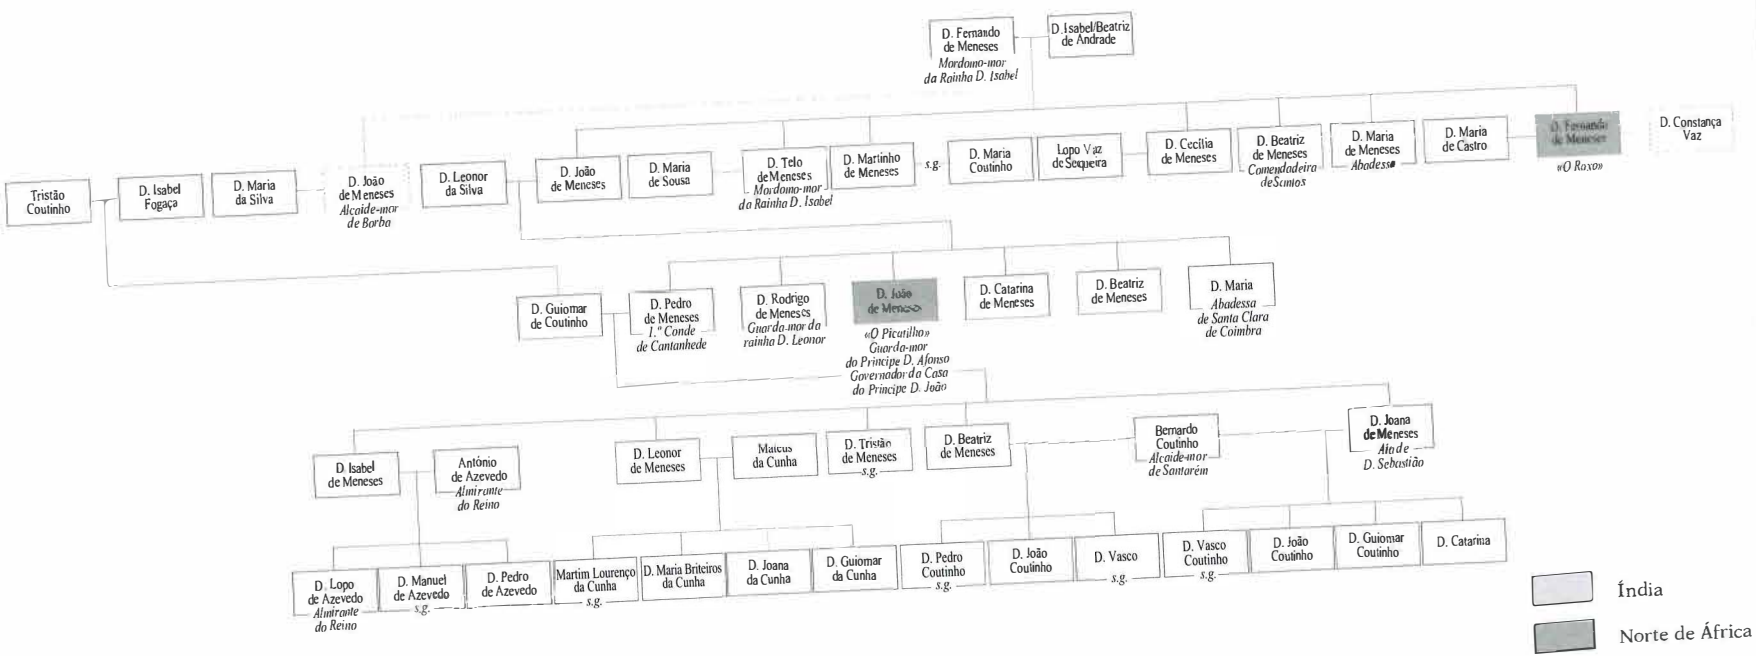 D. Fernando
de Meneses
Mordomo-mor
da Rainha D. Isabel
D. Isabel/Beatriz
de Andrade
Tristão
Coutinho
D. Isabel
Fogaça
D. Maria
da Silva
D. João
de Meneses
Alcaide-mor
de Borba
D. Leonor
da Silva
D. João
de Meneses
D. Maria
de Sousa
D. Telo
de Meneses
Mordomo-mor
da Rainha D. Isabel
D. Martinho
de Meneses
s.g.
D. Maria
Coutinho
Lopo Vaz
de Sequeira
D. Cecília
de Meneses
D. Beatriz
de Meneses
Comendadeira
de Santos
D. Maria
de Meneses
Abadessa
D. Maria
de Castro
D. Fernando
de Meneses
«O Roxo»
D. Constança
Vaz
D. Guiomar
de Coutinho
D. Pedro
de Meneses
1.º Conde
de Cantanhede
D. Rodrigo
de Meneses
Guarda-mor da
rainha D. Leonor
D. João
de Meneses
«O Picatilho»
Guarda-mor
do Príncipe D. Afonso
Governador da Casa
do Príncipe D. João
D. Catarina
de Meneses
D. Beatriz
de Meneses
D. Maria
Abadessa
de Santa Clara
de Coimbra
D. Isabel
de Meneses
António
de Azevedo
Almirante
do Reino
D. Leonor
de Meneses
Mateus
da Cunha
D. Tristão
de Meneses
s.g.
D. Beatriz
de Meneses
Bernardo
Coutinho
Alcaide-mor
de Santarém
D. Joana
de Meneses
Aia de
D. Sebastião
D. Lopo
de Azevedo
Almirante
do Reino
D. Manuel
de Azevedo
s.g.
D. Pedro
de Azevedo
Martim Lourenço
da Cunha
s.g.
D. Maria Briteiros
da Cunha
D. Joana
da Cunha
D. Guiomar
da Cunha
D. Pedro
Coutinho
s.g.
D. João
Coutinho
D. Vasco
s.g.
D. Vasco
Coutinho
s.g.
D. João
Coutinho
D. Guiomar
Coutinho
D. Catarina
Índia
Norte de África